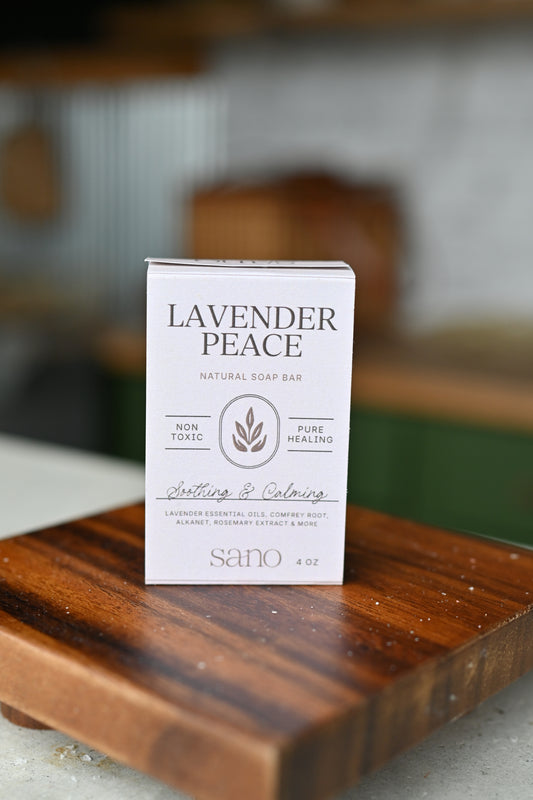 LAVENDER
PEACE
NATURAL SOAP BAR
NON
TOXIC
PURE
HEALING
Soothing & Calming
LAVENDER ESSENTIAL OILS, COMFREY ROOT,
ALKANET, ROSEMARY EXTRACT & MORE
sano 4 OZ